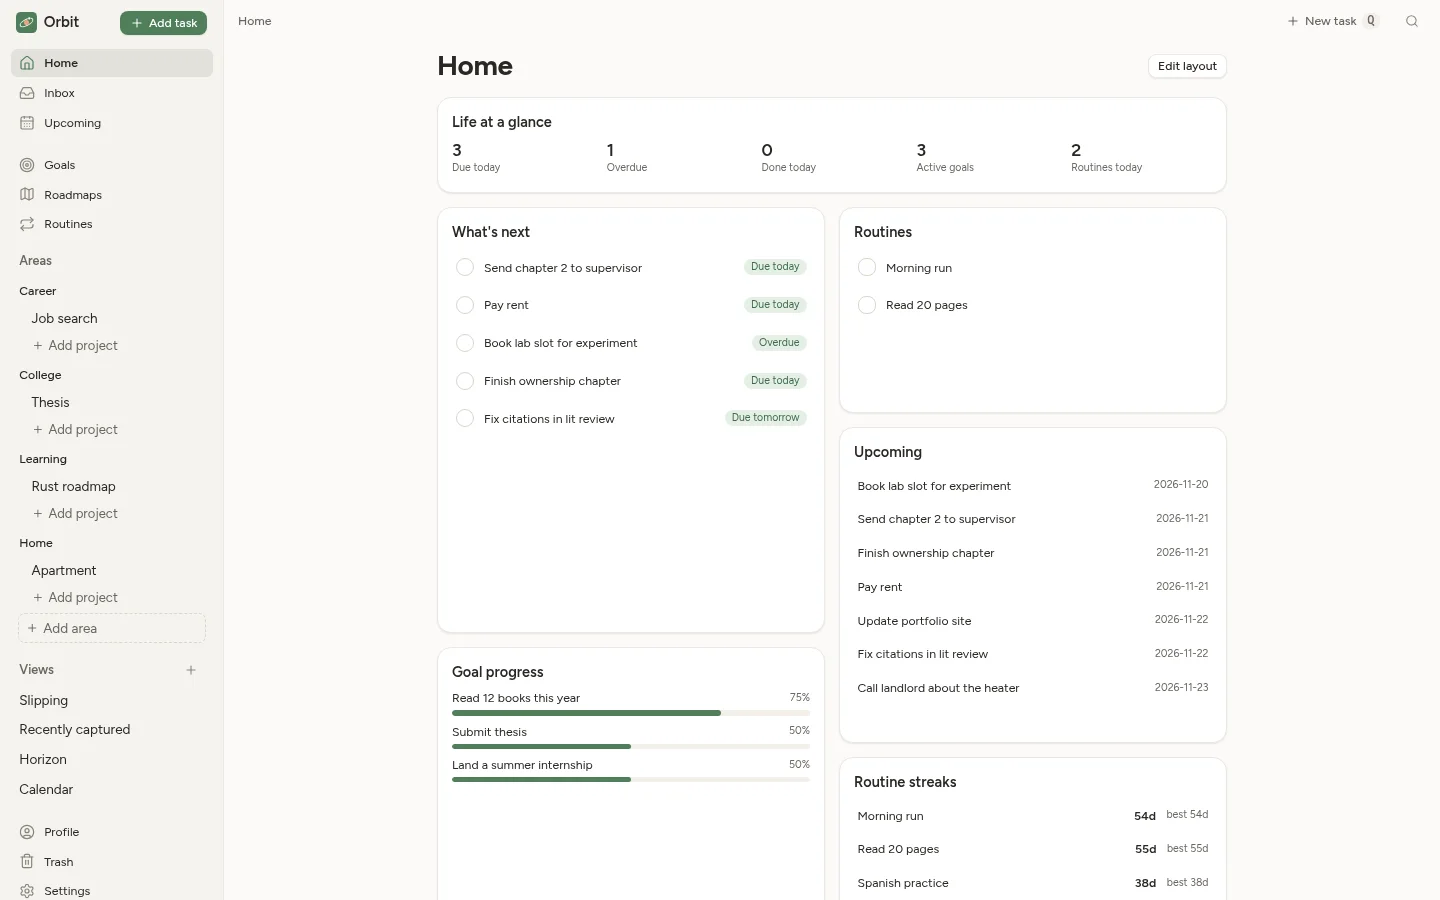 Orbit
Add task
Home
Inbox
Upcoming
Goals
Roadmaps
Routines
Areas
Career
Job search
+ Add project
College
Thesis
+ Add project
Learning
Rust roadmap
+ Add project
Home
Apartment
+ Add project
+ Add area
Views +
Slipping
Recently captured
Horizon
Calendar
Profile
Trash
Settings
Home
+ New task Q
Home
Edit layout
Life at a glance
3 1 0 3 2
Due today Overdue Done today Active goals Routines today
What's next
Send chapter 2 to supervisor Due today
Pay rent Due today
Book lab slot for experiment Overdue
Finish ownership chapter Due today
Fix citations in lit review Due tomorrow
Goal progress
Read 12 books this year 75%
Submit thesis 50%
Land a summer internship 50%
Routines
Morning run
Read 20 pages
Upcoming
Book lab slot for experiment 2026-11-20
Send chapter 2 to supervisor 2026-11-21
Finish ownership chapter 2026-11-21
Pay rent 2026-11-21
Update portfolio site 2026-11-22
Fix citations in lit review 2026-11-22
Call landlord about the heater 2026-11-23
Routine streaks
Morning run 54d best 54d
Read 20 pages 55d best 55d
Spanish practice 38d best 38d